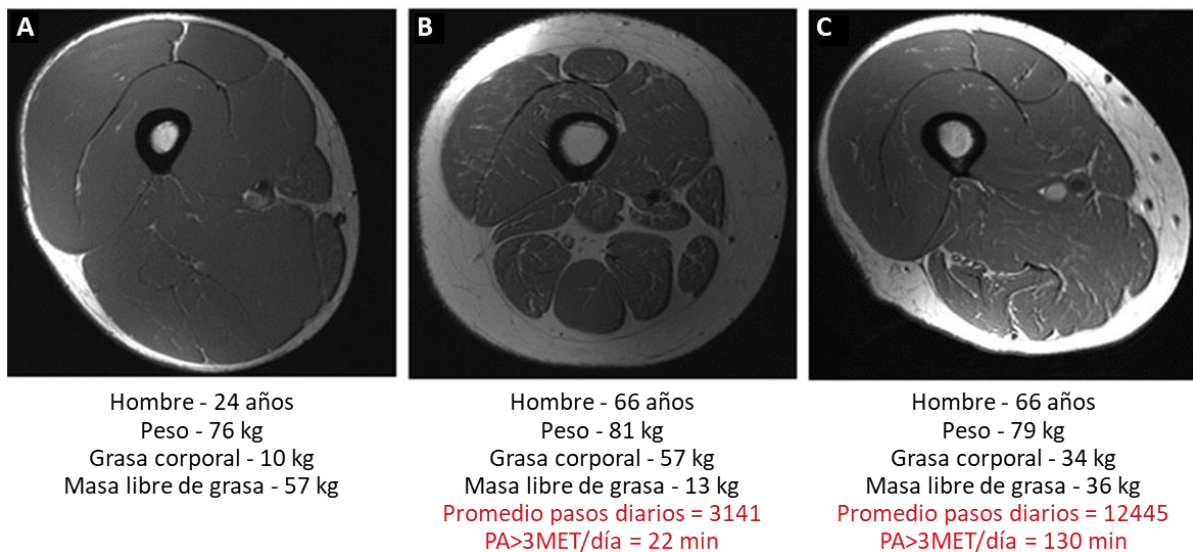 A
B
C
Hombre - 24 años
Peso - 76 kg
Grasa corporal - 10 kg
Masa libre de grasa - 57 kg
Hombre - 66 años
Peso - 81 kg
Grasa corporal - 57 kg
Masa libre de grasa - 13 kg
Promedio pasos diarios = 3141
PA>3MET/día = 22 min
Hombre - 66 años
Peso - 79 kg
Grasa corporal - 34 kg
Masa libre de grasa - 36 kg
Promedio pasos diarios = 12445
PA>3MET/día = 130 min